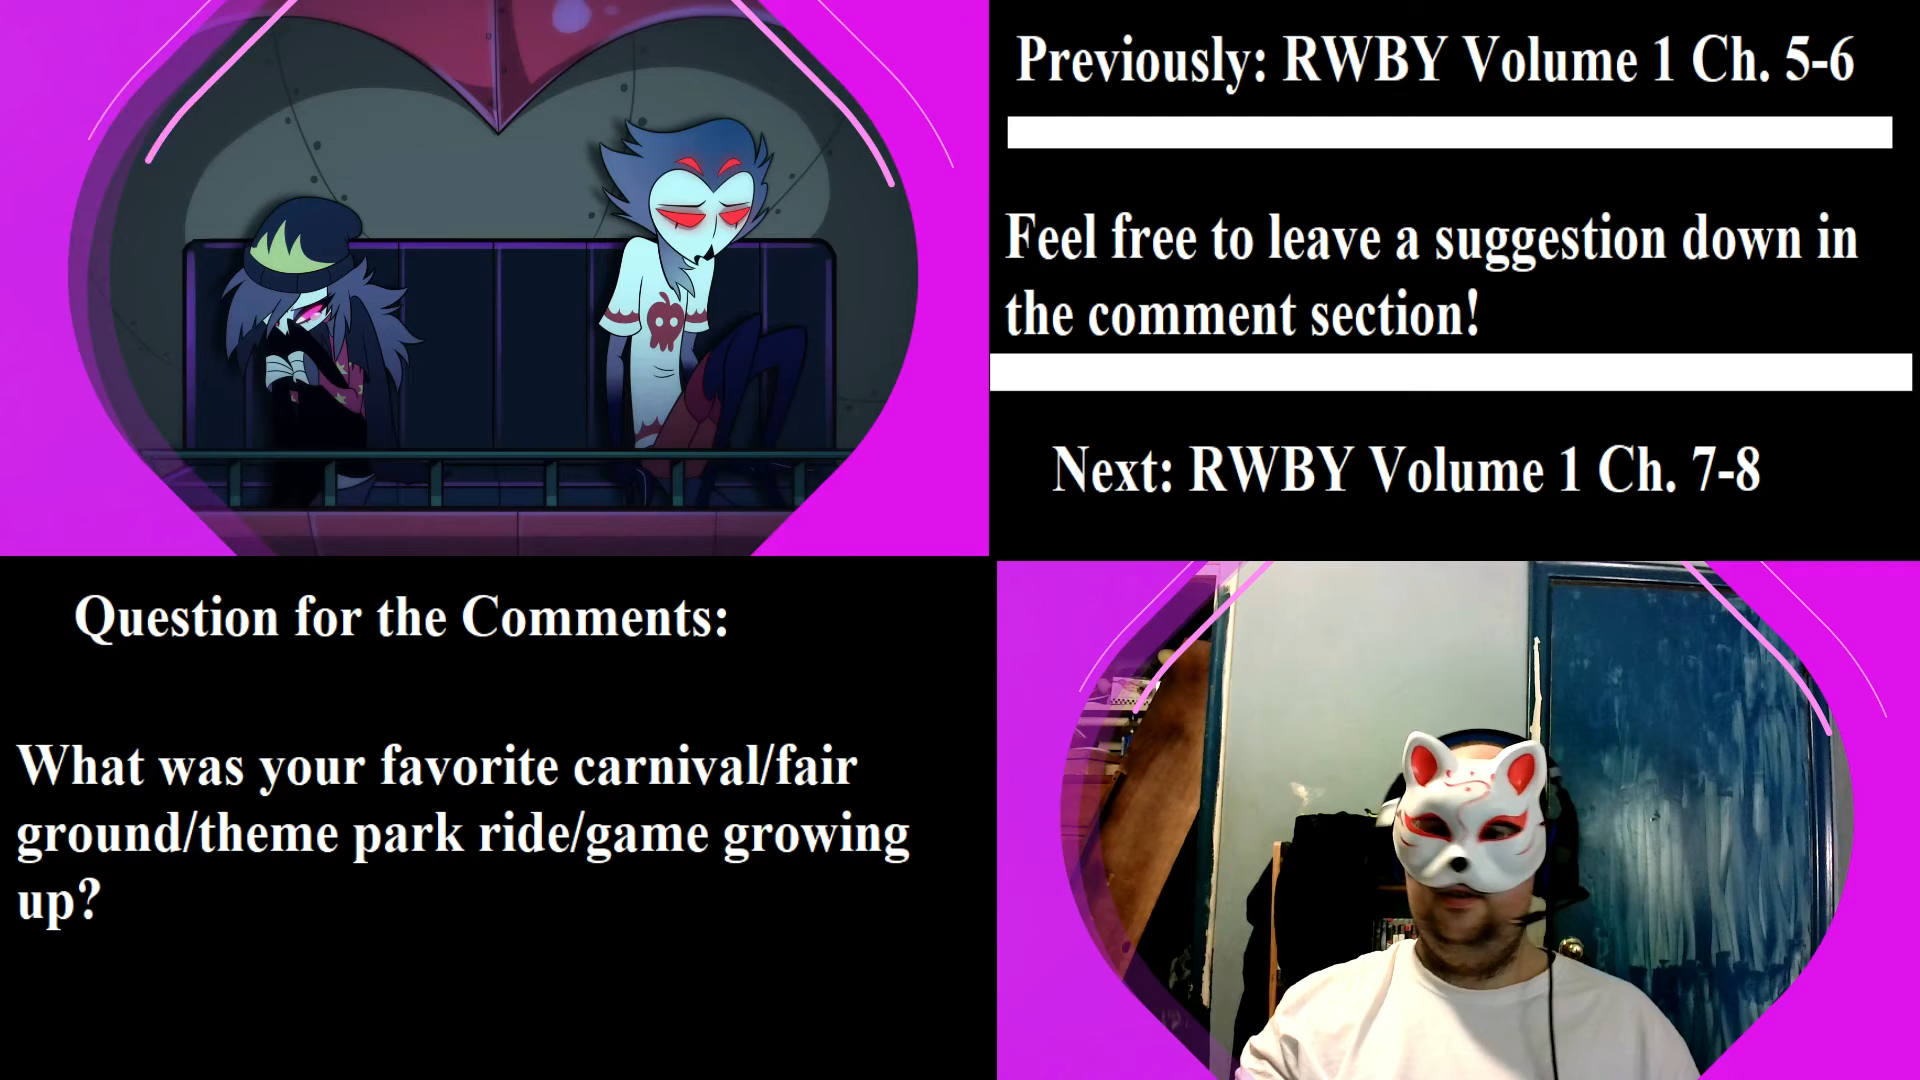 Previously: RWBY Volume 1 Ch. 5-6
Feel free to leave a suggestion down in
the comment section!
Next: RWBY Volume 1 Ch. 7-8
Question for the Comments:
What was your favorite carnival/fair
ground/theme park ride/game growing
up?